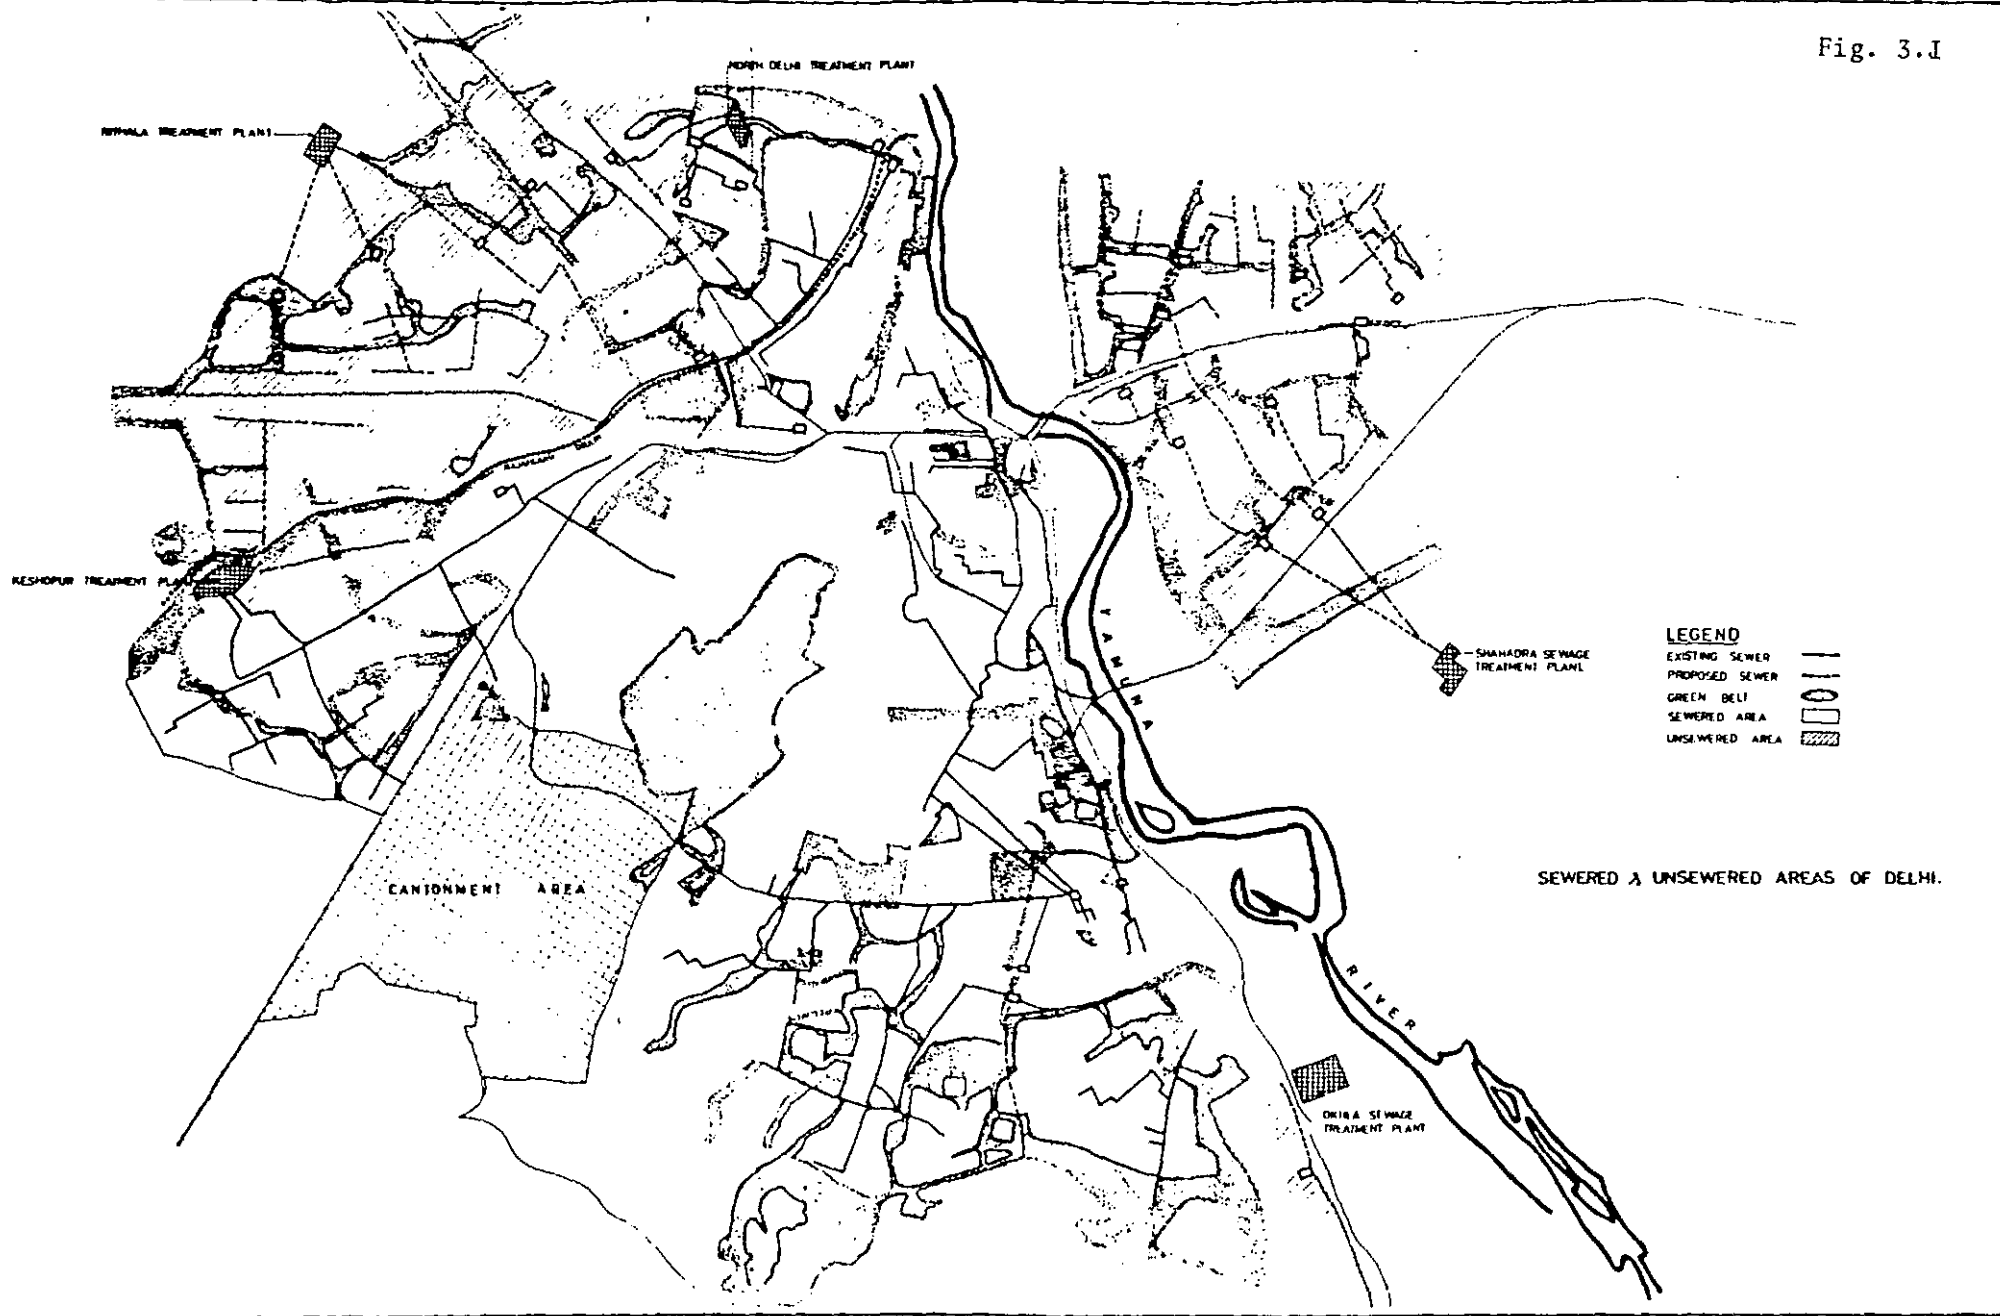 Fig. 3.I
NORTH DELHI TREATMENT PLANT
RITHALA TREATMENT PLANT
KESHOPUR TREATMENT PLANT
YAMUNA
SHAHADRA SEWAGE
TREATMENT PLANT
LEGEND
EXISTING SEWER
PROPOSED SEWER
GREEN BELT
SEWERED AREA
UNSEWERED AREA
CANTONMENT AREA
SEWERED & UNSEWERED AREAS OF DELHI.
RIVER
OKHLA SEWAGE
TREATMENT PLANT